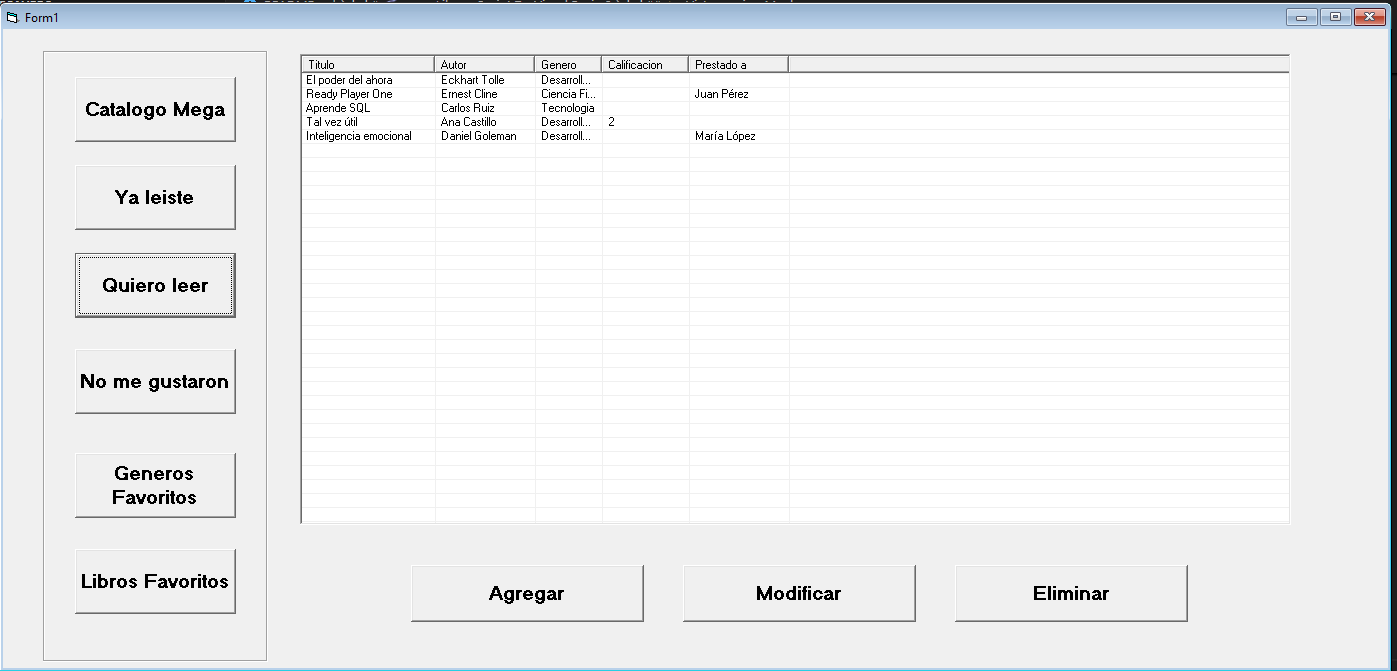 Form1
Catalogo Mega
Ya leiste
Quiero leer
No me gustaron
Generos
Favoritos
Libros Favoritos
Titulo Autor Genero Calificacion Prestado a
El poder del ahora Eckhart Tolle Desarroll...
Ready Player One Ernest Cline Ciencia Fi... Juan Pérez
Aprende SQL Carlos Ruiz Tecnologia
Tal vez útil Ana Castillo Desarroll... 2
Inteligencia emocional Daniel Goleman Desarroll... María López
Agregar Modificar Eliminar